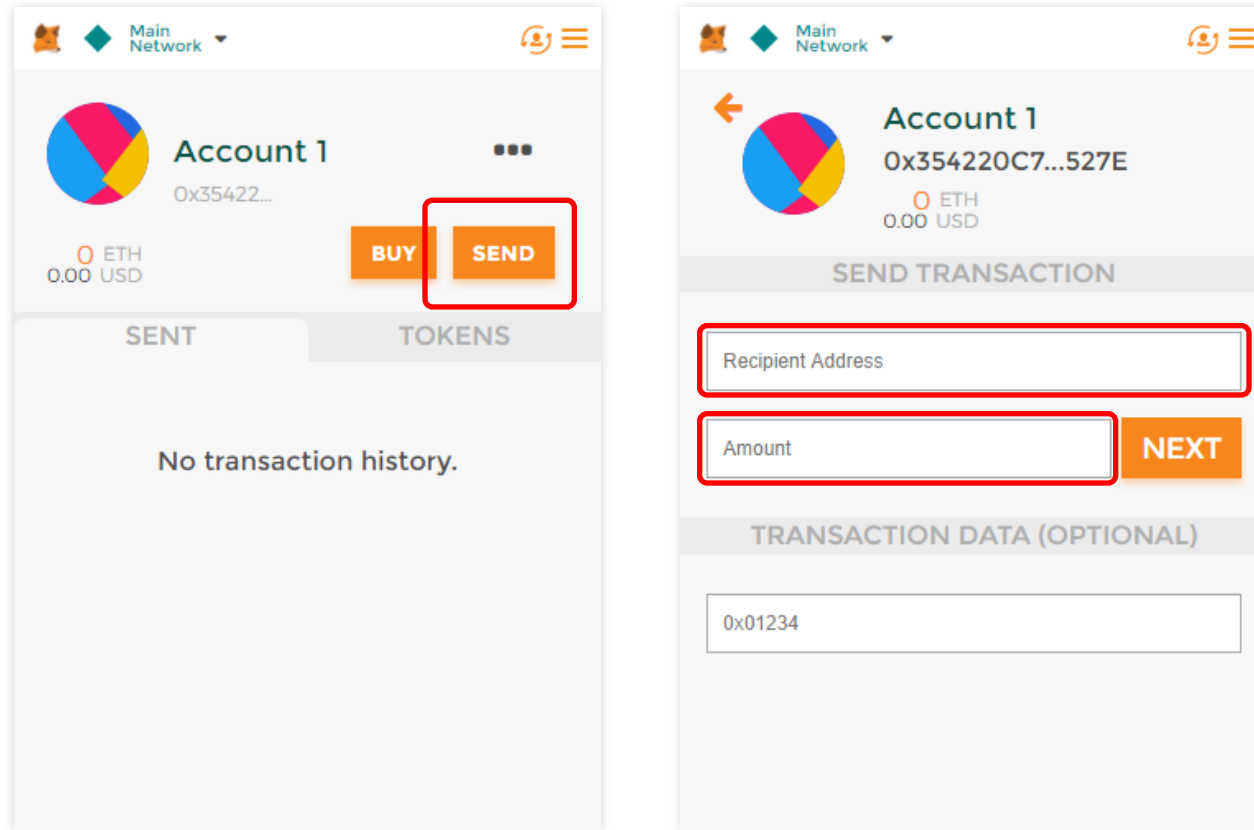 Main
Network
Account 1
0x35422...
0 ETH
0.00 USD
BUY
SEND
SENT
TOKENS
No transaction history.
Main
Network
Account 1
0x354220C7...527E
0 ETH
0.00 USD
SEND TRANSACTION
Recipient Address
Amount
NEXT
TRANSACTION DATA (OPTIONAL)
0x01234